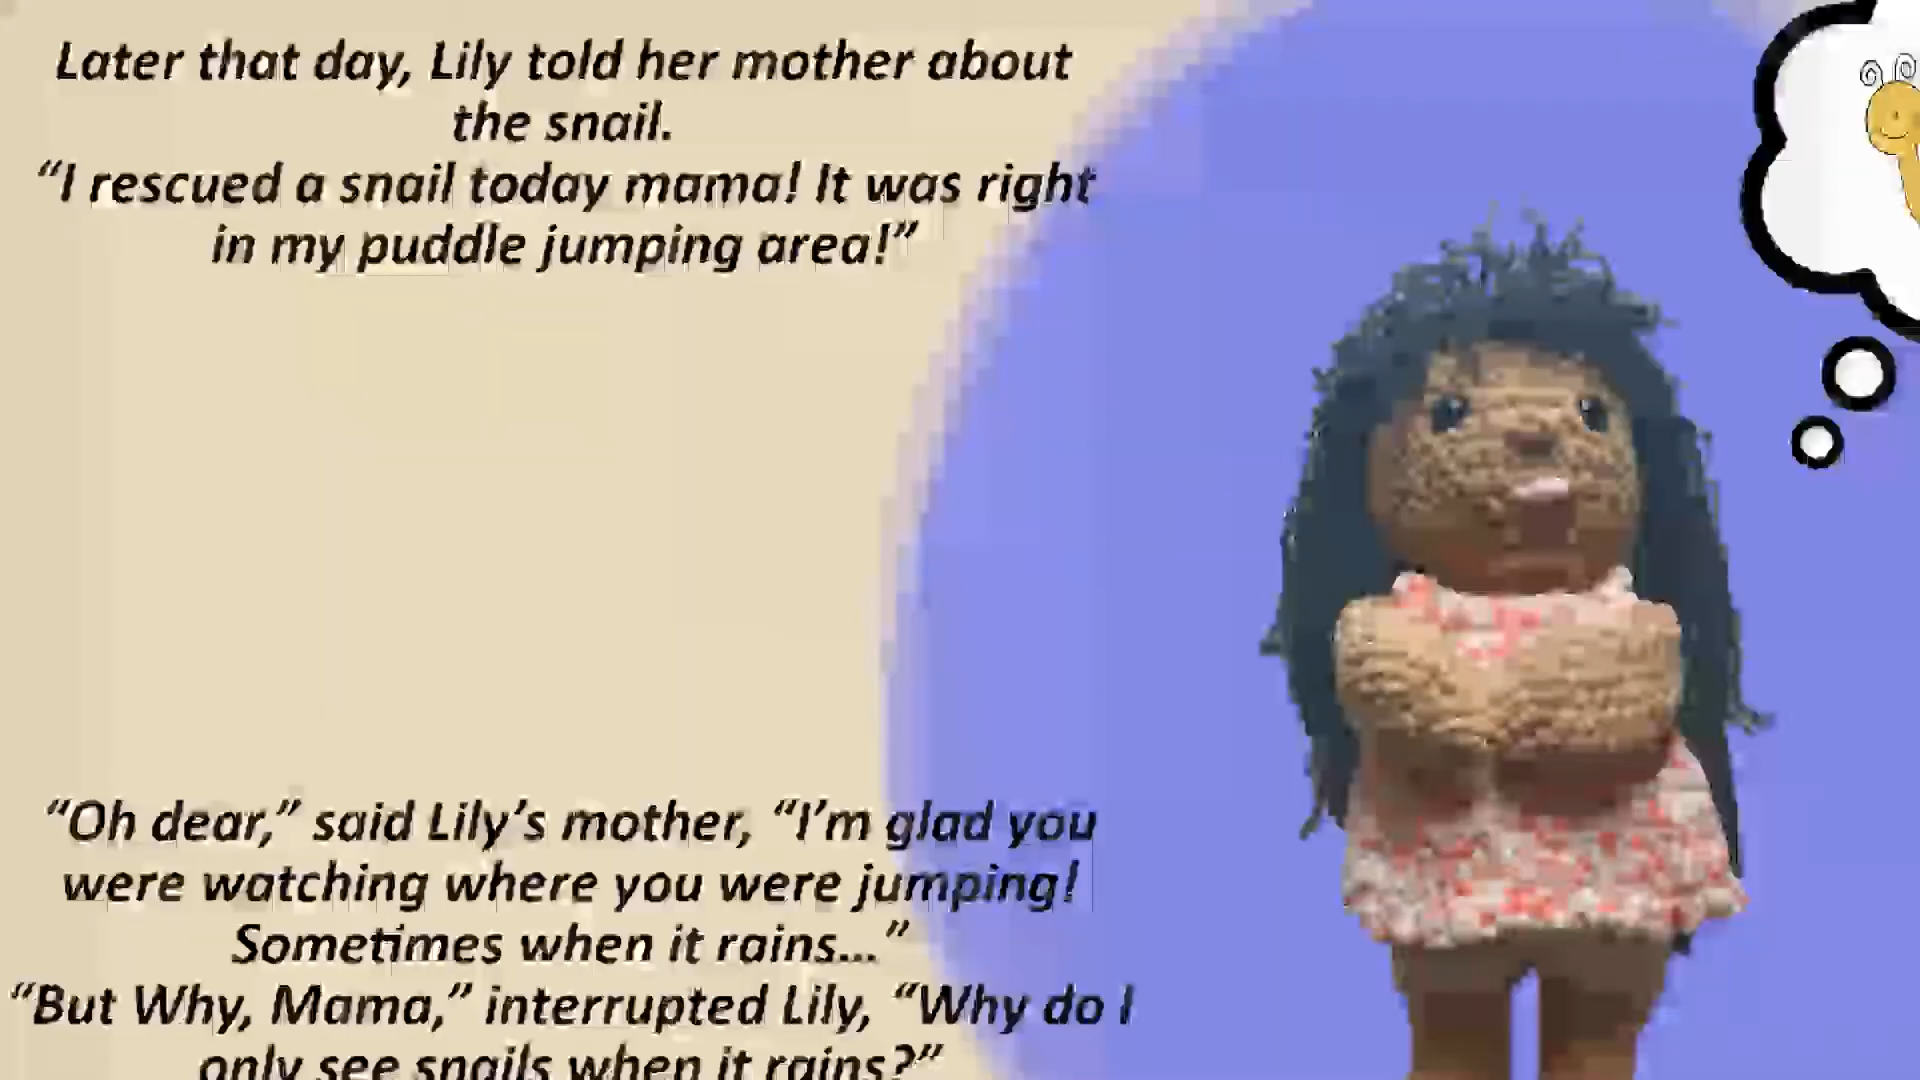 Later that day, Lily told her mother about
the snail.
“I rescued a snail today mama! It was right
in my puddle jumping area!”
“Oh dear,” said Lily’s mother, “I’m glad you
were watching where you were jumping!
Sometimes when it rains...”
“But Why, Mama,” interrupted Lily, “Why do I
only see snails when it rains?”